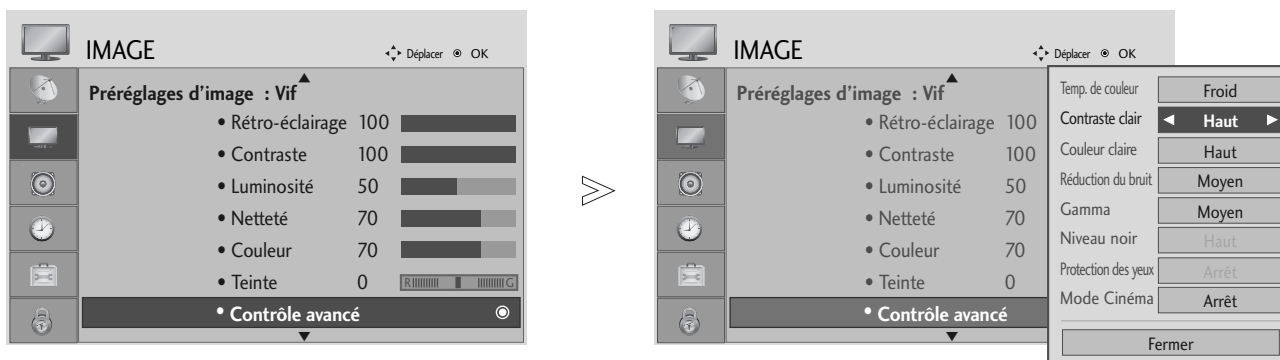 IMAGE
Déplacer OK
Préréglages d'image : Vif
• Rétro-éclairage 100
• Contraste 100
• Luminosité 50
• Netteté 70
• Couleur 70
• Teinte 0 R G
• Contrôle avancé
IMAGE
Déplacer OK
Préréglages d'image : Vif
• Rétro-éclairage 100
• Contraste 100
• Luminosité 50
• Netteté 70
• Couleur 70
• Teinte 0
• Contrôle avancé
Temp. de couleur Froid
Contraste clair Haut
Couleur claire Haut
Réduction du bruit Moyen
Gamma Moyen
Niveau noir Haut
Protection des yeux Arrêt
Mode Cinéma Arrêt
Fermer